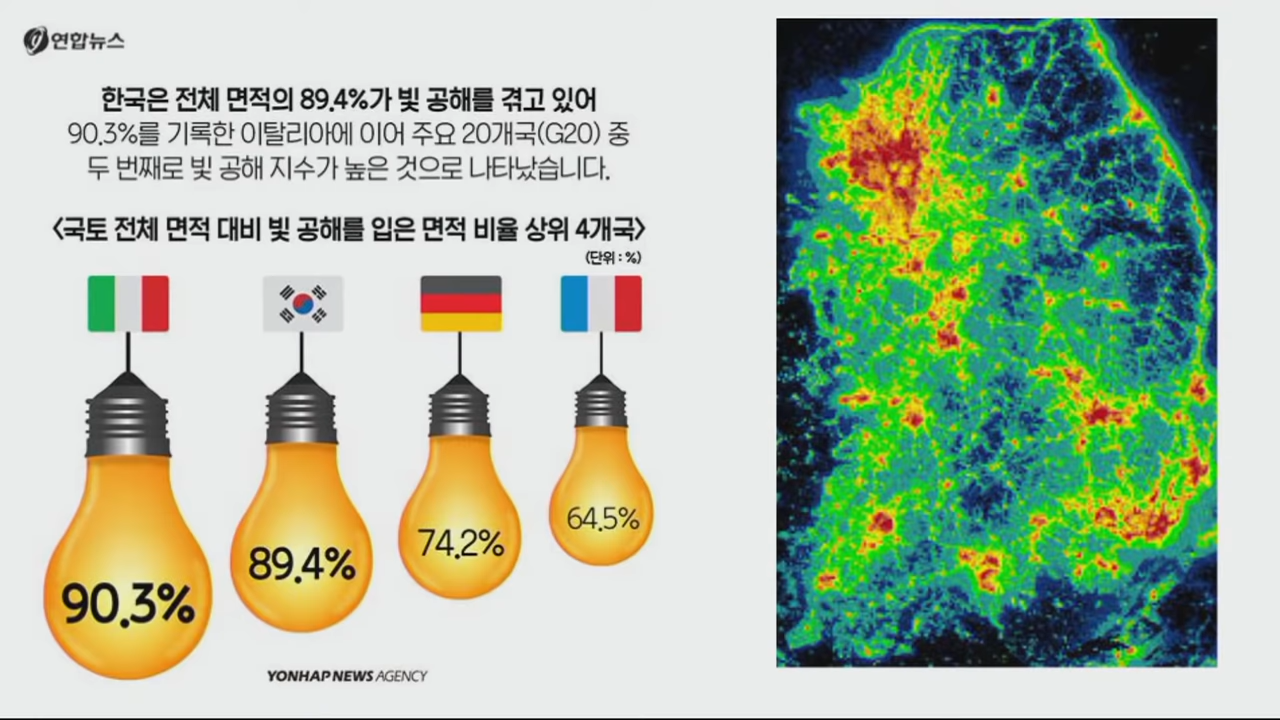 연합뉴스
한국은 전체 면적의 89.4%가 빛 공해를 겪고 있어
90.3%를 기록한 이탈리아에 이어 주요 20개국(G20) 중
두 번째로 빛 공해 지수가 높은 것으로 나타났습니다.
<국토 전체 면적 대비 빛 공해를 입은 면적 비율 상위 4개국>
(단위 : %)
90.3%
89.4%
74.2%
64.5%
YONHAP NEWS AGENCY